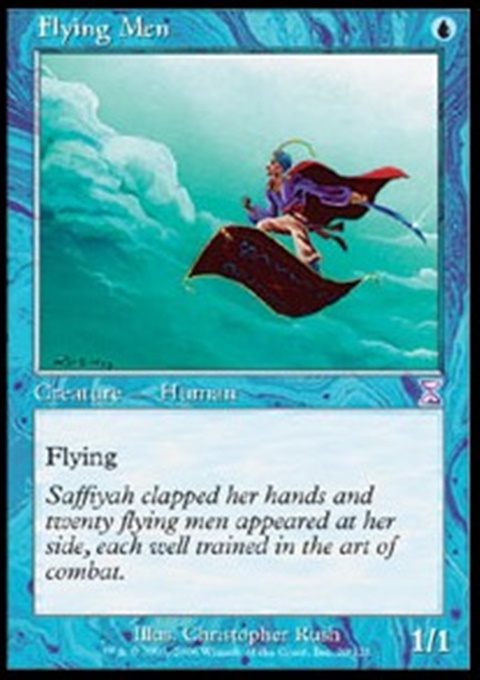 Flying Men
Creature — Human
Flying
Saffiyah clapped her hands and
twenty flying men appeared at her
side, each well trained in the art of
combat.
Illus. Christopher Rush
1/1